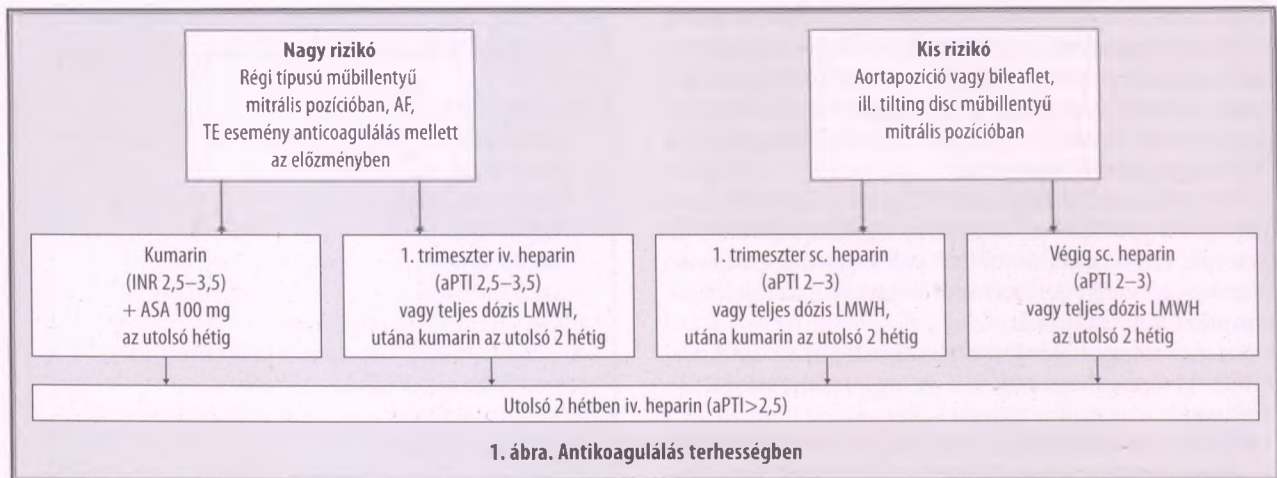 Nagy rizikó
Régi típusú műbillentyű
mitrális pozícióban, AF,
TE esemény anticoagulálás mellett
az előzményben
Kis rizikó
Aortapozíció vagy bileaflet,
ill. tilting disc műbillentyű
mitrális pozícióban
Kumarin
(INR 2,5–3,5)
+ ASA 100 mg
az utolsó hétig
1. trimeszter iv. heparin
(aPTI 2,5–3,5)
vagy teljes dózis LMWH,
utána kumarin az utolsó 2 hétig
1. trimeszter sc. heparin
(aPTI 2–3)
vagy teljes dózis LMWH,
utána kumarin az utolsó 2 hétig
Végig sc. heparin
(aPTI 2–3)
vagy teljes dózis LMWH
az utolsó 2 hétig
Utolsó 2 hétben iv. heparin (aPTI>2,5)
1. ábra. Antikoagulálás terhességben